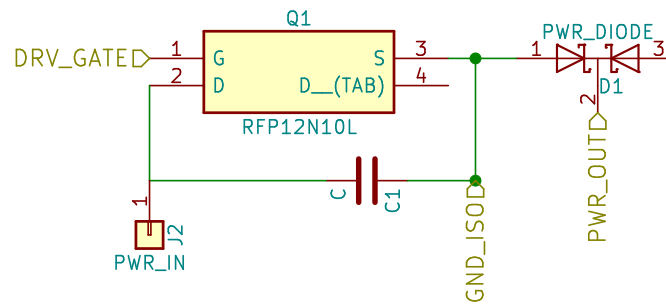 Q1
PWR_DIODE
DRV_GATE
1
G
S
3
1
3
2
D
D__(TAB)
4
D1
2
RFP12N10L
PWR_OUT
1
C
C1
J2
GND_ISO
PWR_IN